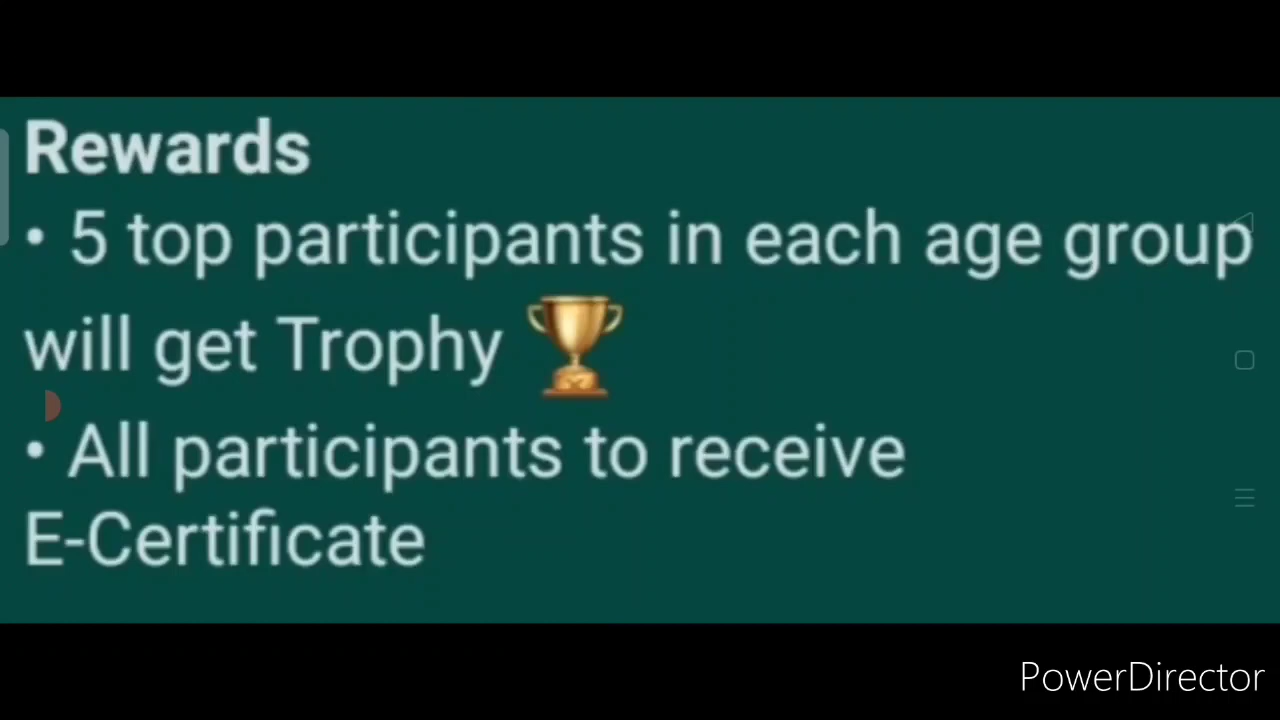 Rewards
• 5 top participants in each age group
will get Trophy 🏆
• All participants to receive
E-Certificate
PowerDirector